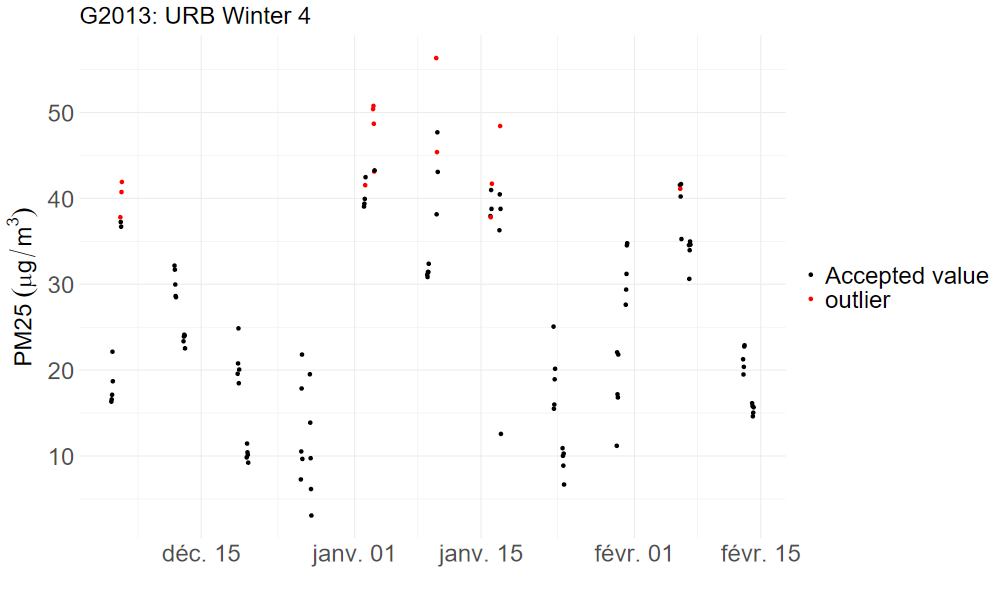 G2013: URB Winter 4
PM25 (μg/m³)
50
40
30
20
10
déc. 15
janv. 01
janv. 15
févr. 01
févr. 15
Accepted value
outlier